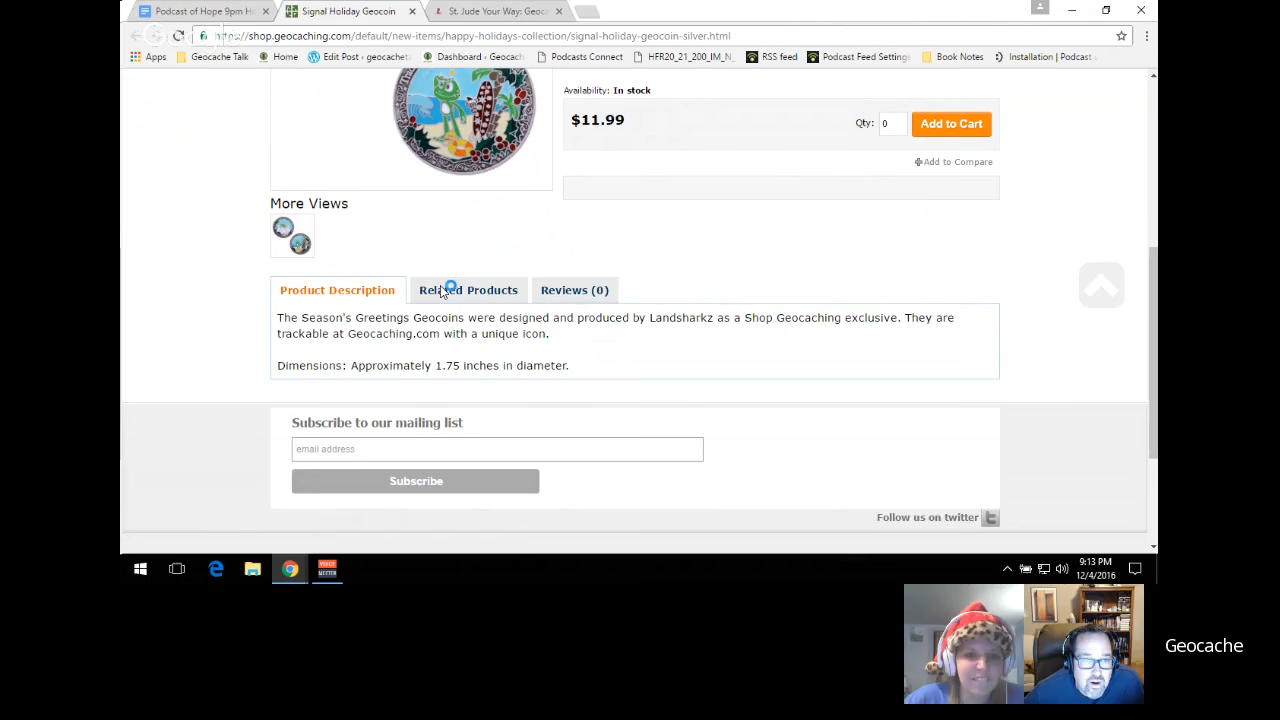 Podcast of Hope 9pm H
Signal Holiday Geocoin
St. Jude Your Way: Geoca
https://shop.geocaching.com/default/new-items/happy-holidays-collection/signal-holiday-geocoin-silver.html
Apps Geocache Talk Home Edit Post ‹ geocachet Dashboard ‹ Geocach Podcasts Connect HFR20_21_200_IM_N_ RSS feed Podcast Feed Settings Book Notes Installation | Podcast
Availability: In stock
$11.99
Qty: 0 Add to Cart
Add to Compare
More Views
Product Description Related Products Reviews (0)
The Season's Greetings Geocoins were designed and produced by Landsharkz as a Shop Geocaching exclusive. They are
trackable at Geocaching.com with a unique icon.
Dimensions: Approximately 1.75 inches in diameter.
Subscribe to our mailing list
email address
Subscribe
Follow us on twitter
9:13 PM
12/4/2016
Geocache